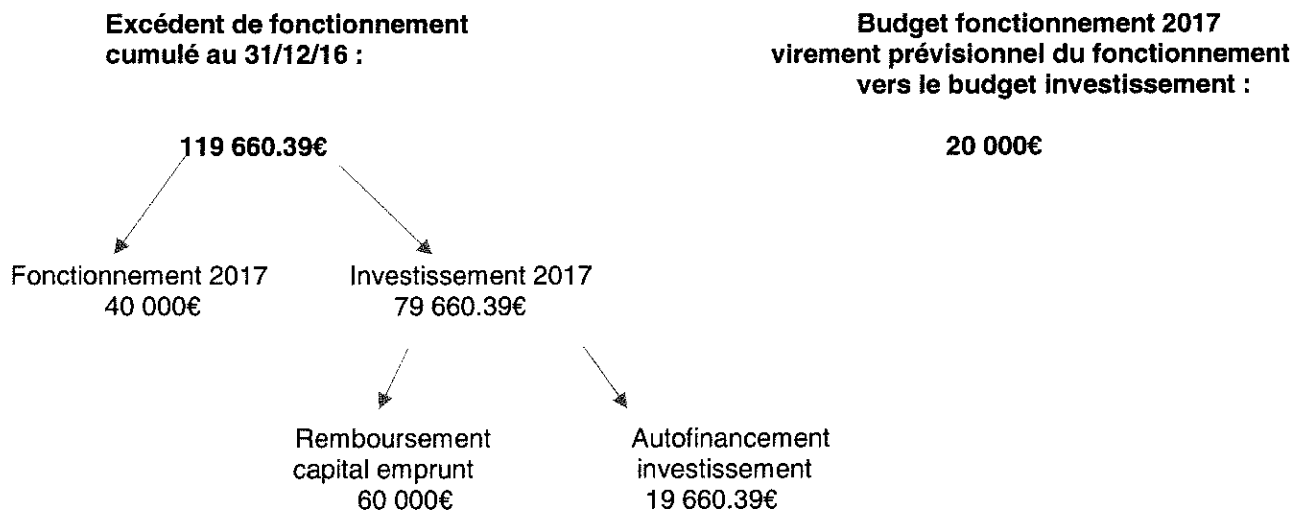 Excédent de fonctionnement
cumulé au 31/12/16 :
119 660.39€
Budget fonctionnement 2017
virement prévisionnel du fonctionnement
vers le budget investissement :
20 000€
Fonctionnement 2017
40 000€
Investissement 2017
79 660.39€
Remboursement
capital emprunt
60 000€
Autofinancement
investissement
19 660.39€